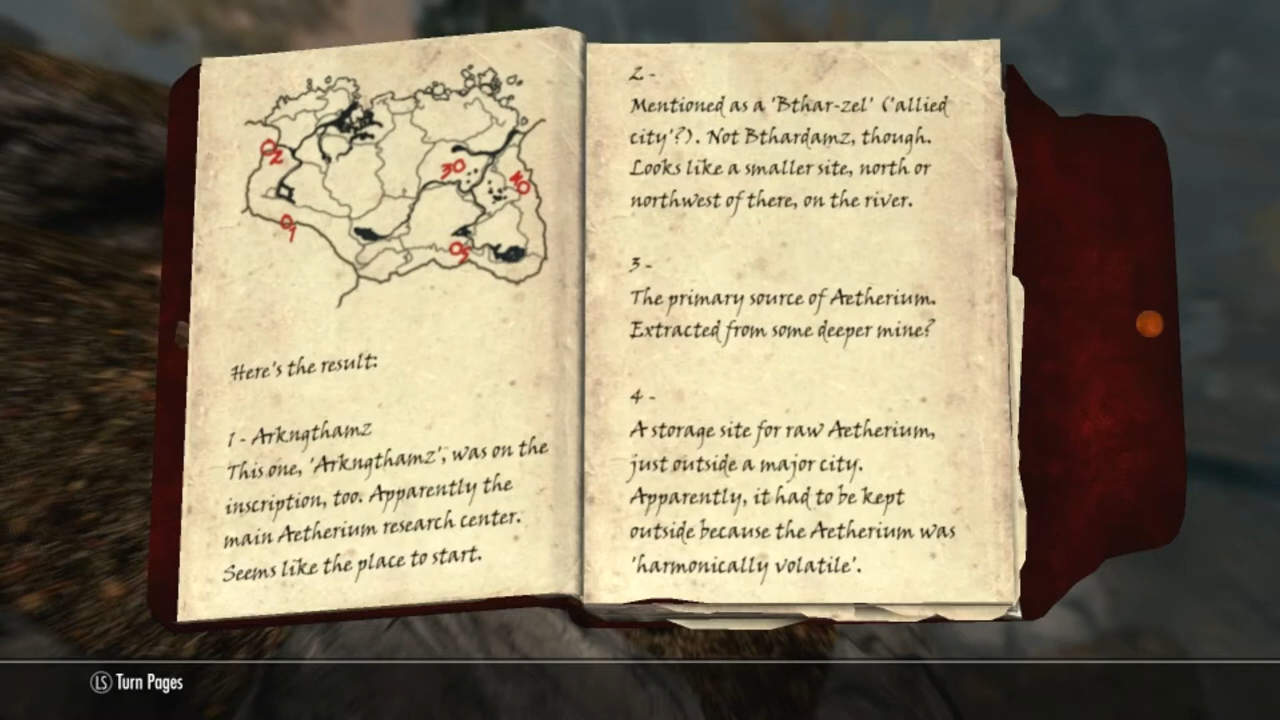 2
30
40
1
5
Here's the result:
1 - Arkngthamz
This one, 'Arkngthamz', was on the
inscription, too. Apparently the
main Aetherium research center.
Seems like the place to start.
2 -
Mentioned as a 'Bthar-zel' ('allied
city'?). Not Bthardamz, though.
Looks like a smaller site, north or
northwest of there, on the river.
3 -
The primary source of Aetherium.
Extracted from some deeper mine?
4 -
A storage site for raw Aetherium,
just outside a major city.
Apparently, it had to be kept
outside because the Aetherium was
'harmonically volatile'.
LS Turn Pages